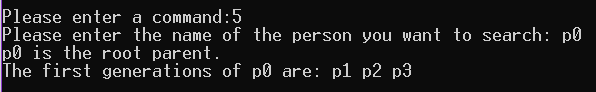 Please enter a command:5
Please enter the name of the person you want to search: p0
p0 is the root parent.
The first generations of p0 are: p1 p2 p3